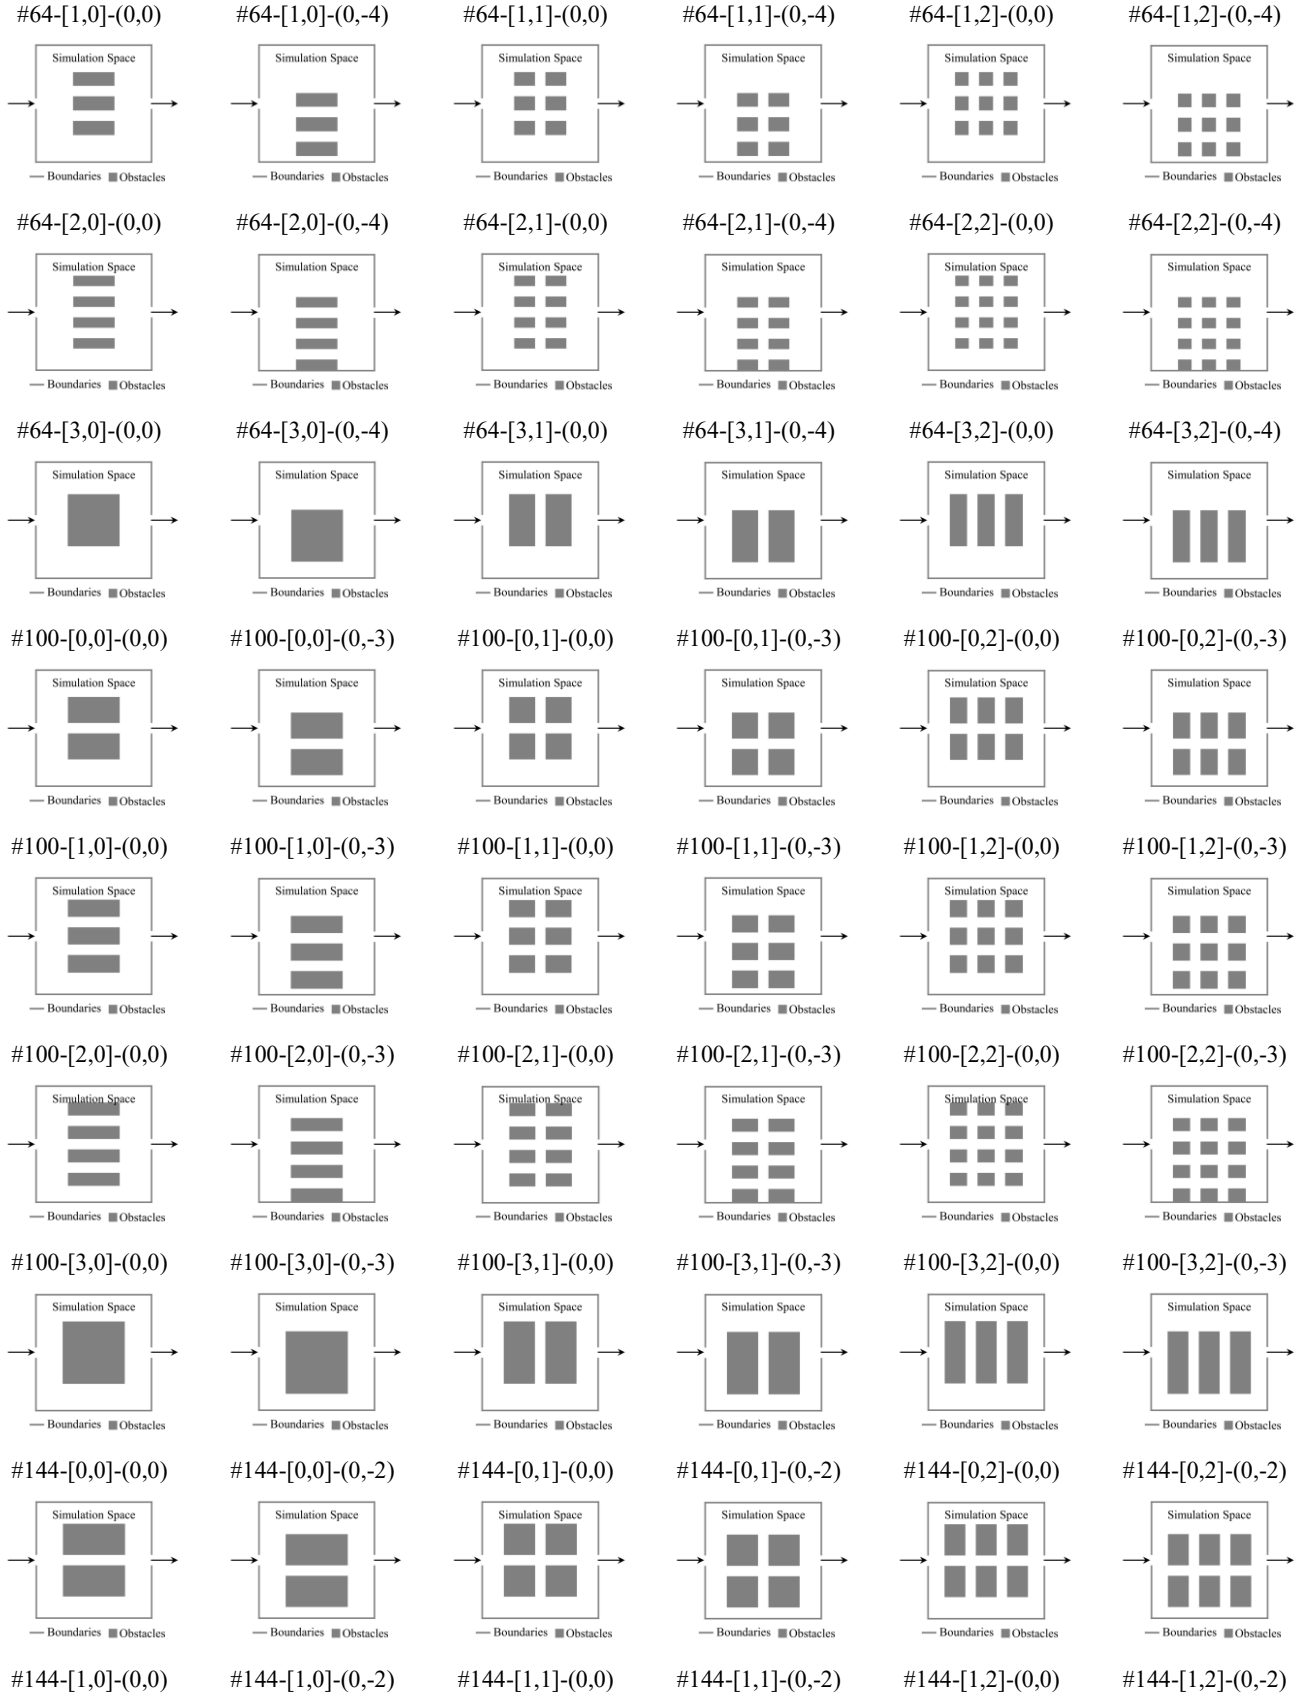 #64-[1,0]-(0,0) #64-[1,0]-(0,-4) #64-[1,1]-(0,0) #64-[1,1]-(0,-4) #64-[1,2]-(0,0) #64-[1,2]-(0,-4)
Simulation Space Simulation Space Simulation Space Simulation Space Simulation Space Simulation Space
Boundaries Obstacles Boundaries Obstacles Boundaries Obstacles Boundaries Obstacles Boundaries Obstacles Boundaries Obstacles
#64-[2,0]-(0,0) #64-[2,0]-(0,-4) #64-[2,1]-(0,0) #64-[2,1]-(0,-4) #64-[2,2]-(0,0) #64-[2,2]-(0,-4)
Simulation Space Simulation Space Simulation Space Simulation Space Simulation Space Simulation Space
Boundaries Obstacles Boundaries Obstacles Boundaries Obstacles Boundaries Obstacles Boundaries Obstacles Boundaries Obstacles
#64-[3,0]-(0,0) #64-[3,0]-(0,-4) #64-[3,1]-(0,0) #64-[3,1]-(0,-4) #64-[3,2]-(0,0) #64-[3,2]-(0,-4)
Simulation Space Simulation Space Simulation Space Simulation Space Simulation Space Simulation Space
Boundaries Obstacles Boundaries Obstacles Boundaries Obstacles Boundaries Obstacles Boundaries Obstacles Boundaries Obstacles
#100-[0,0]-(0,0) #100-[0,0]-(0,-3) #100-[0,1]-(0,0) #100-[0,1]-(0,-3) #100-[0,2]-(0,0) #100-[0,2]-(0,-3)
Simulation Space Simulation Space Simulation Space Simulation Space Simulation Space Simulation Space
Boundaries Obstacles Boundaries Obstacles Boundaries Obstacles Boundaries Obstacles Boundaries Obstacles Boundaries Obstacles
#100-[1,0]-(0,0) #100-[1,0]-(0,-3) #100-[1,1]-(0,0) #100-[1,1]-(0,-3) #100-[1,2]-(0,0) #100-[1,2]-(0,-3)
Simulation Space Simulation Space Simulation Space Simulation Space Simulation Space Simulation Space
Boundaries Obstacles Boundaries Obstacles Boundaries Obstacles Boundaries Obstacles Boundaries Obstacles Boundaries Obstacles
#100-[2,0]-(0,0) #100-[2,0]-(0,-3) #100-[2,1]-(0,0) #100-[2,1]-(0,-3) #100-[2,2]-(0,0) #100-[2,2]-(0,-3)
Simulation Space Simulation Space Simulation Space Simulation Space Simulation Space Simulation Space
Boundaries Obstacles Boundaries Obstacles Boundaries Obstacles Boundaries Obstacles Boundaries Obstacles Boundaries Obstacles
#100-[3,0]-(0,0) #100-[3,0]-(0,-3) #100-[3,1]-(0,0) #100-[3,1]-(0,-3) #100-[3,2]-(0,0) #100-[3,2]-(0,-3)
Simulation Space Simulation Space Simulation Space Simulation Space Simulation Space Simulation Space
Boundaries Obstacles Boundaries Obstacles Boundaries Obstacles Boundaries Obstacles Boundaries Obstacles Boundaries Obstacles
#144-[0,0]-(0,0) #144-[0,0]-(0,-2) #144-[0,1]-(0,0) #144-[0,1]-(0,-2) #144-[0,2]-(0,0) #144-[0,2]-(0,-2)
Simulation Space Simulation Space Simulation Space Simulation Space Simulation Space Simulation Space
Boundaries Obstacles Boundaries Obstacles Boundaries Obstacles Boundaries Obstacles Boundaries Obstacles Boundaries Obstacles
#144-[1,0]-(0,0) #144-[1,0]-(0,-2) #144-[1,1]-(0,0) #144-[1,1]-(0,-2) #144-[1,2]-(0,0) #144-[1,2]-(0,-2)